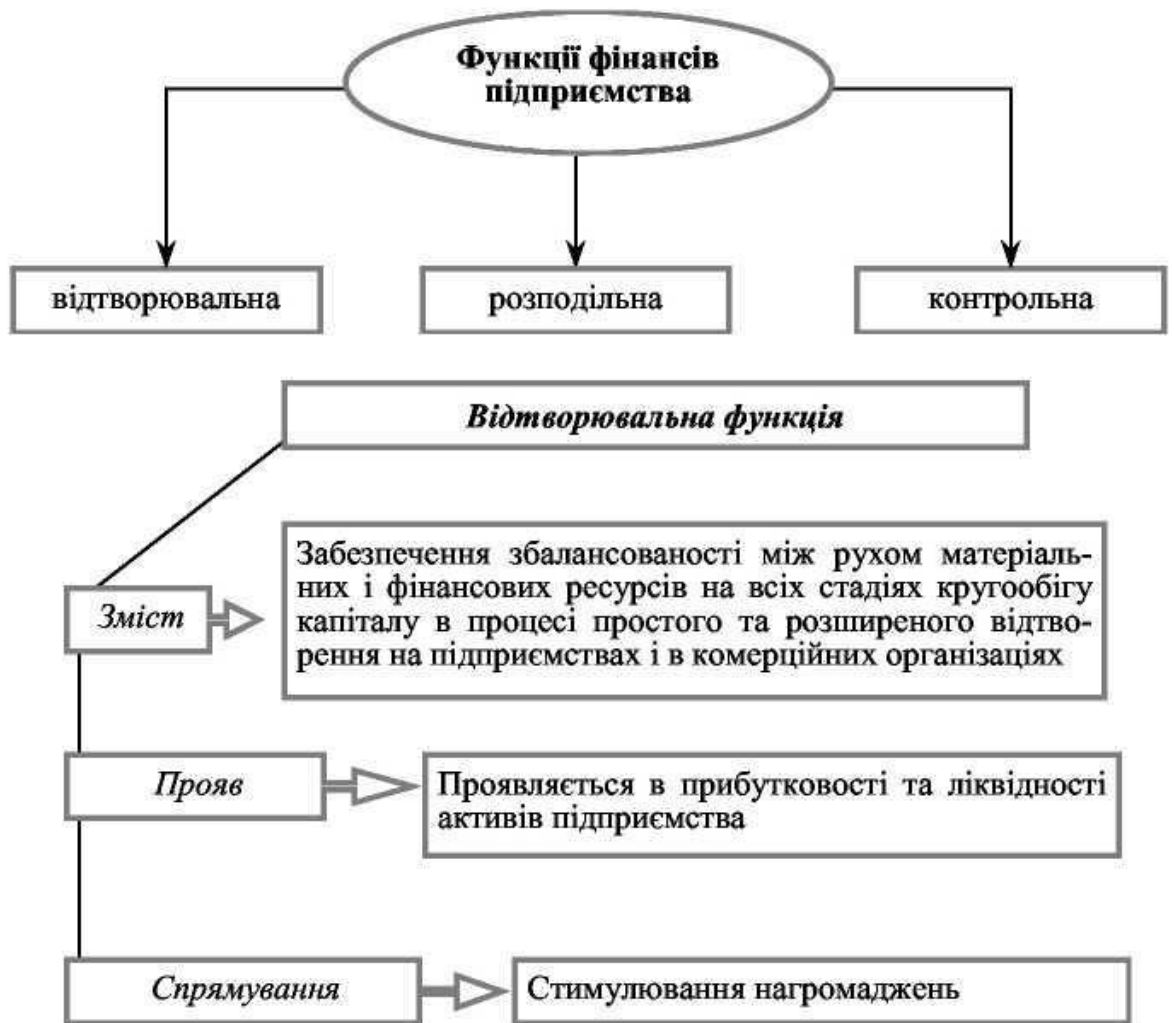 Функції фінансів
підприємства
відтворювальна
розподільна
контрольна
Відтворювальна функція
Забезпечення збалансованості між рухом матеріаль-
них і фінансових ресурсів на всіх стадіях кругообігу
капіталу в процесі простого та розширеного відтво-
рення на підприємствах і в комерційних організаціях
Зміст
Прояв
Проявляється в прибутковості та ліквідності
активів підприємства
Спрямування
Стимулювання нагромаджень